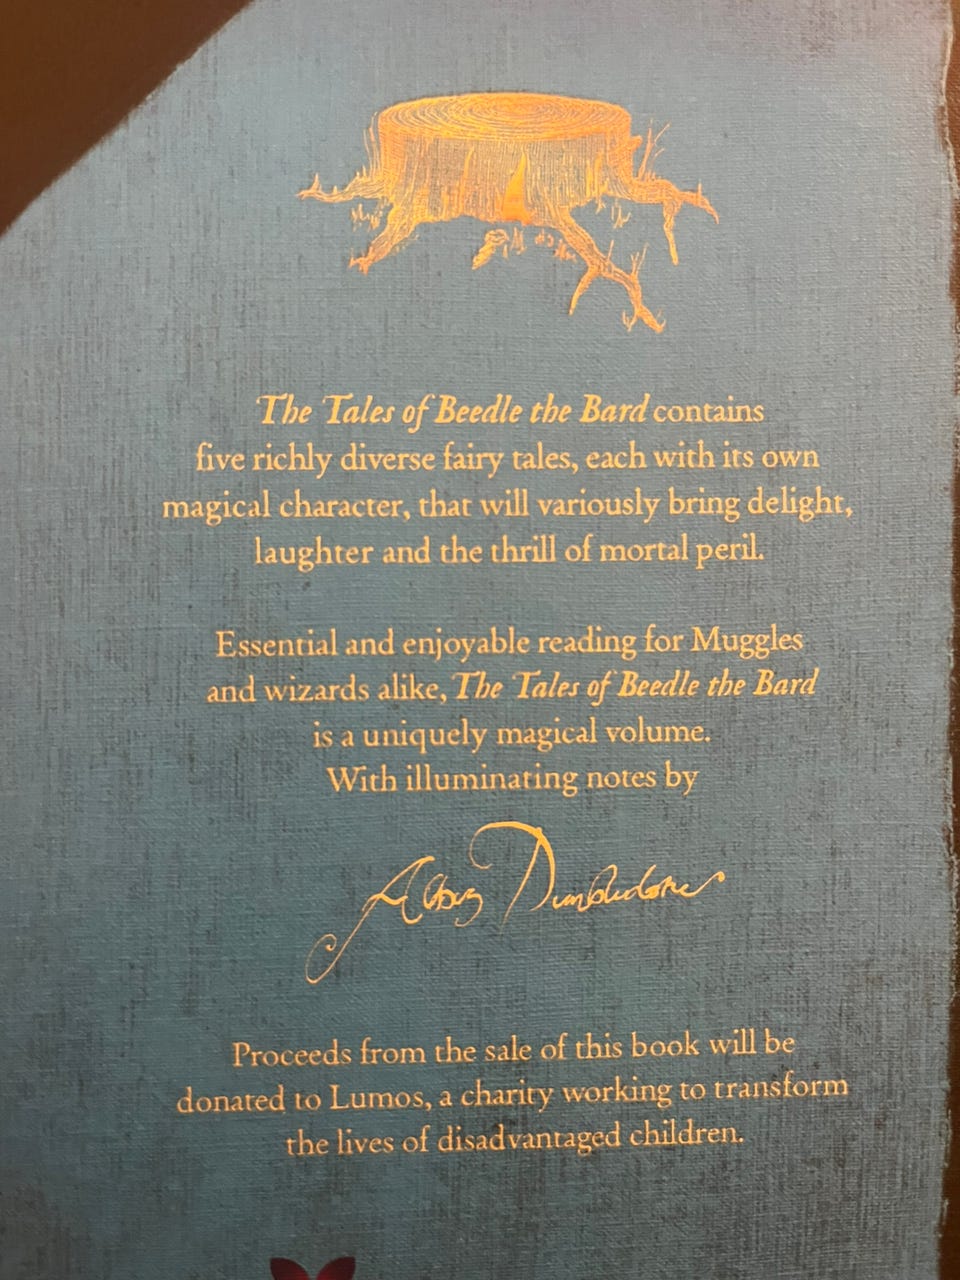 The Tales of Beedle the Bard contains
five richly diverse fairy tales, each with its own
magical character, that will variously bring delight,
laughter and the thrill of mortal peril.
Essential and enjoyable reading for Muggles
and wizards alike, The Tales of Beedle the Bard
is a uniquely magical volume.
With illuminating notes by
Albus Dumbledore
Proceeds from the sale of this book will be
donated to Lumos, a charity working to transform
the lives of disadvantaged children.